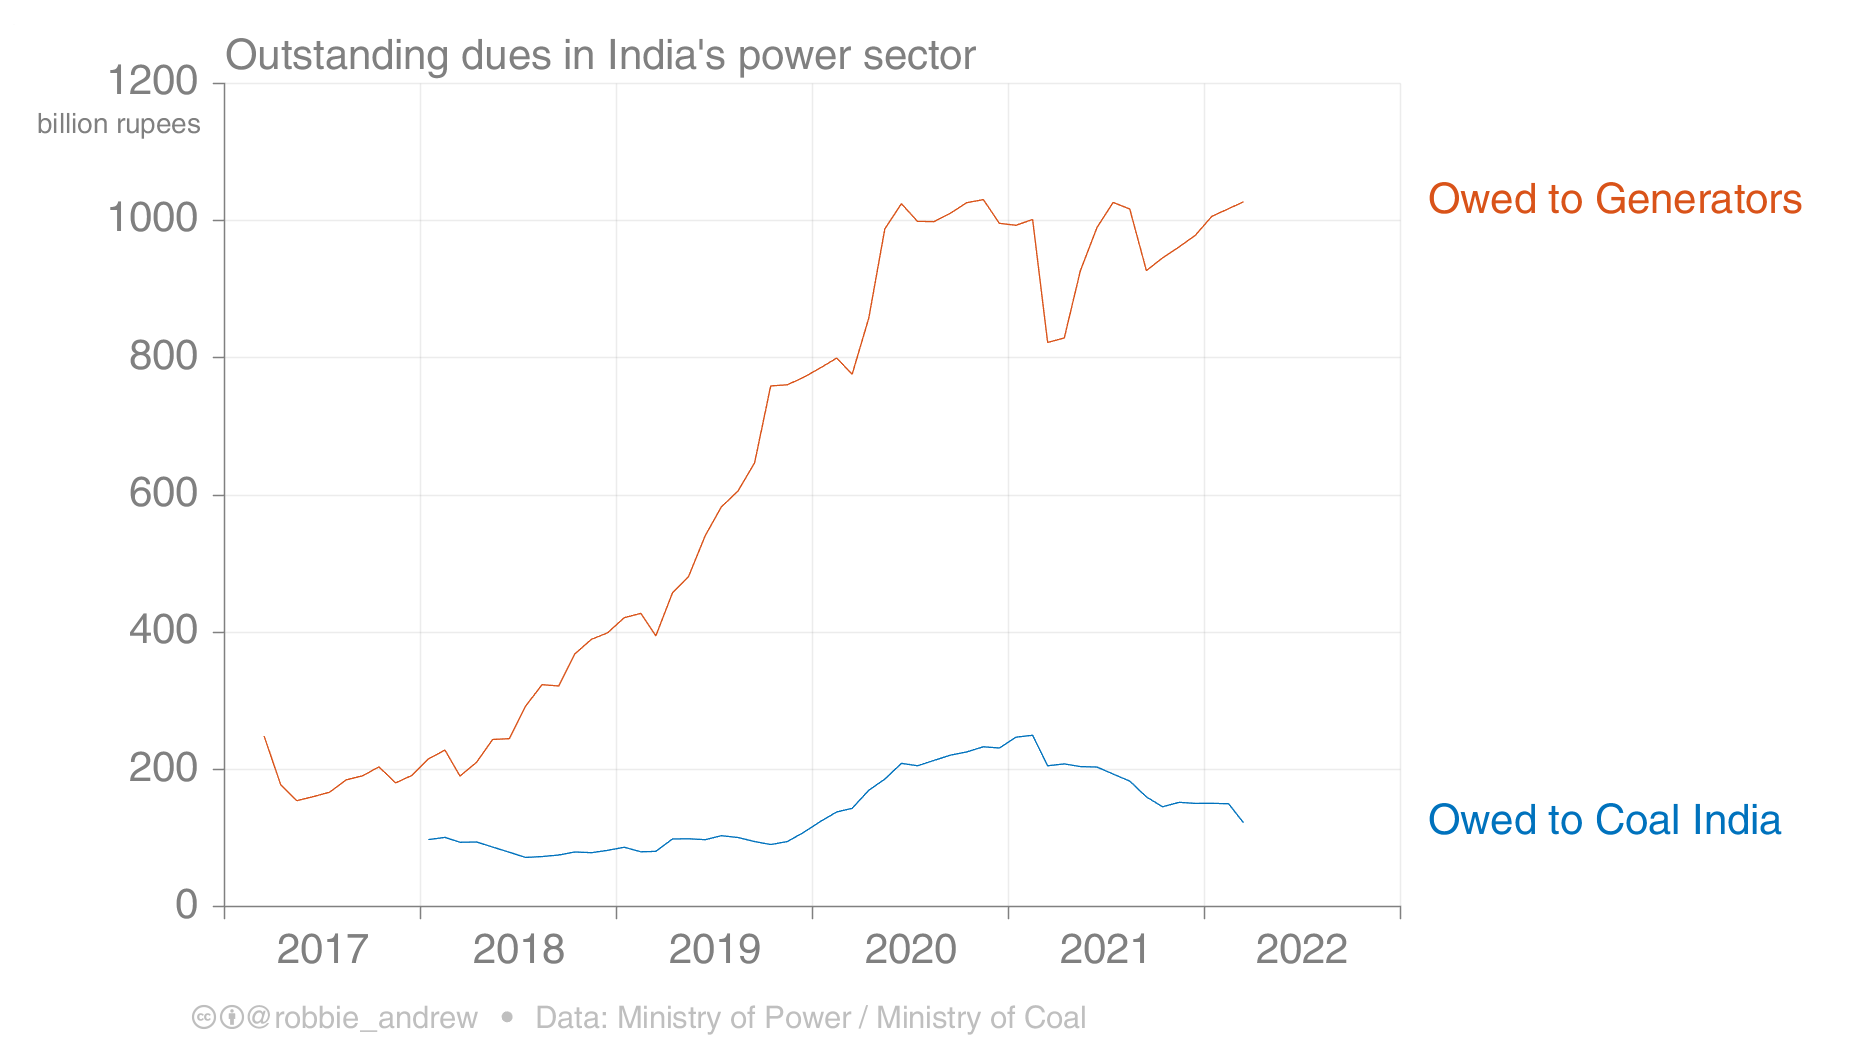 Outstanding dues in India's power sector
1200
billion rupees
1000
800
600
400
200
0
Owed to Generators
Owed to Coal India
2017 2018 2019 2020 2021 2022
cc @robbie_andrew • Data: Ministry of Power / Ministry of Coal